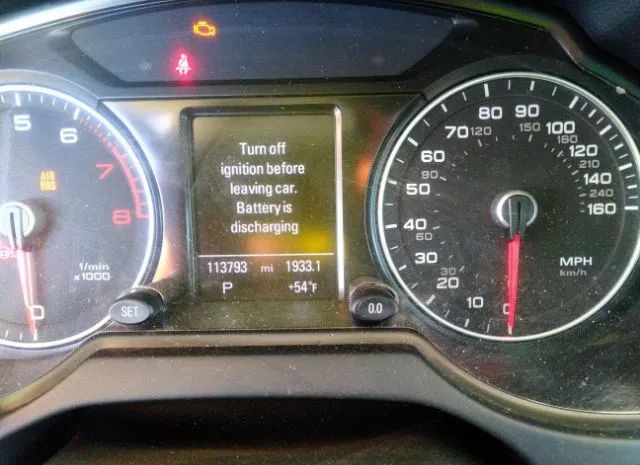 5 6 7 8
AIR
BAG
1/min
x 1000
0
Turn off
ignition before
leaving car.
Battery is
discharging
113793 mi 1933.1
P +54°F
SET
0.0
0 10 20 30 40 50 60 70 80 90 100 120 140 160
30 60 90 120 150 180 210 240
MPH
km/h